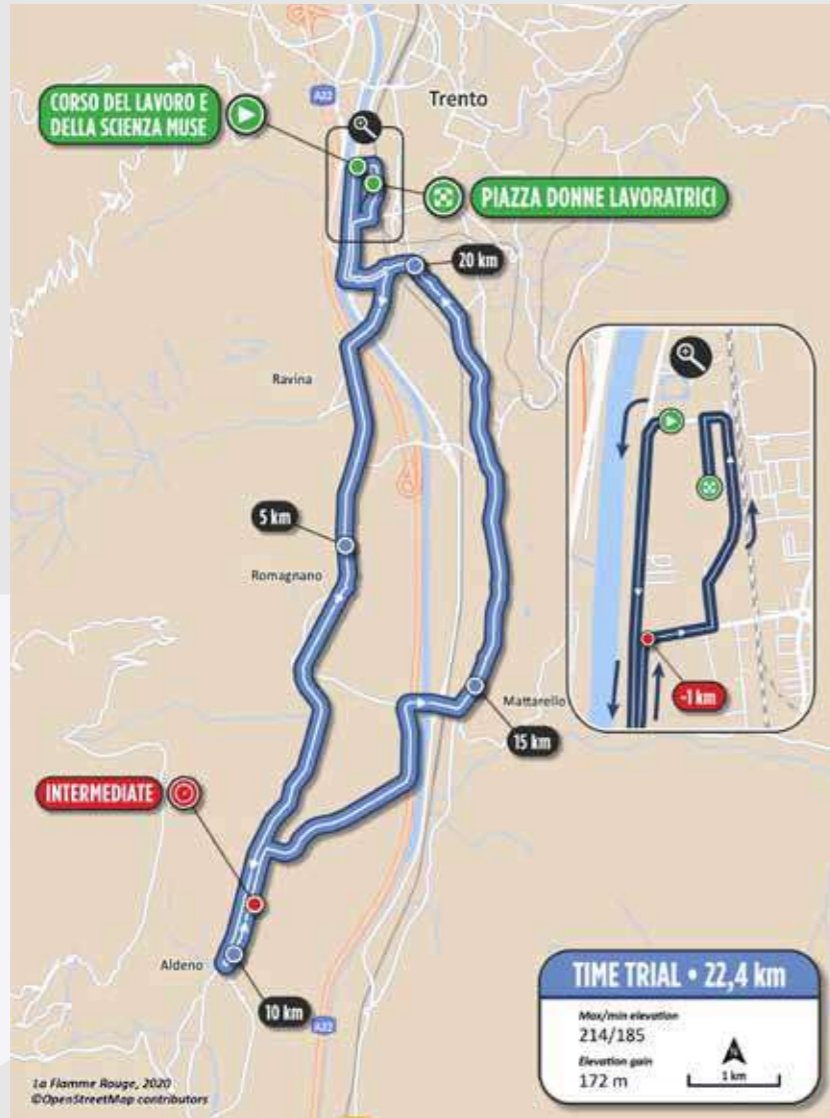 A22
Trento
CORSO DEL LAVORO E
DELLA SCIENZA MUSE
PIAZZA DONNE LAVORATRICI
20 km
Ravina
5 km
Romagnano
-1 km
Mattarello
15 km
INTERMEDIATE
Aldeno
10 km
A22
TIME TRIAL • 22,4 km
Max/min elevation
214/185
Elevation gain
172 m
N
1 km
La Flamme Rouge, 2020
©OpenStreetMap contributors